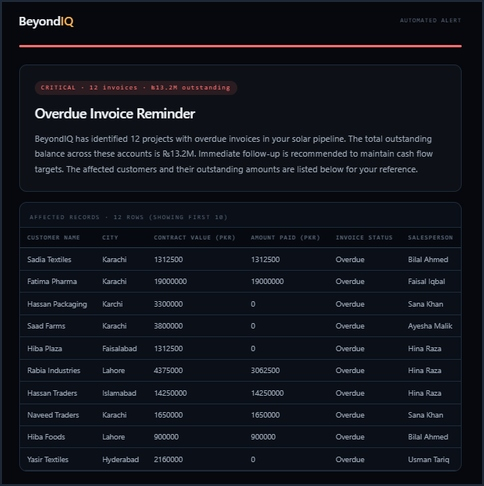 BeyondIQ
AUTOMATED ALERT
CRITICAL · 12 invoices · ₨13.2M outstanding
Overdue Invoice Reminder
BeyondIQ has identified 12 projects with overdue invoices in your solar pipeline. The total outstanding
balance across these accounts is ₨13.2M. Immediate follow-up is recommended to maintain cash flow
targets. The affected customers and their outstanding amounts are listed below for your reference.
AFFECTED RECORDS · 12 ROWS (SHOWING FIRST 10)
CUSTOMER NAME CITY CONTRACT VALUE (PKR) AMOUNT PAID (PKR) INVOICE STATUS SALESPERSON
Sadia Textiles Karachi 1312500 1312500 Overdue Bilal Ahmed
Fatima Pharma Karachi 19000000 19000000 Overdue Faisal Iqbal
Hassan Packaging Karchi 3300000 0 Overdue Sana Khan
Saad Farms Karachi 3800000 0 Overdue Ayesha Malik
Hiba Plaza Faisalabad 1312500 0 Overdue Hina Raza
Rabia Industries Lahore 4375000 3062500 Overdue Hina Raza
Hassan Traders Islamabad 14250000 14250000 Overdue Hina Raza
Naveed Traders Karachi 1650000 1650000 Overdue Sana Khan
Hiba Foods Lahore 900000 900000 Overdue Bilal Ahmed
Yasir Textiles Hyderabad 2160000 0 Overdue Usman Tariq